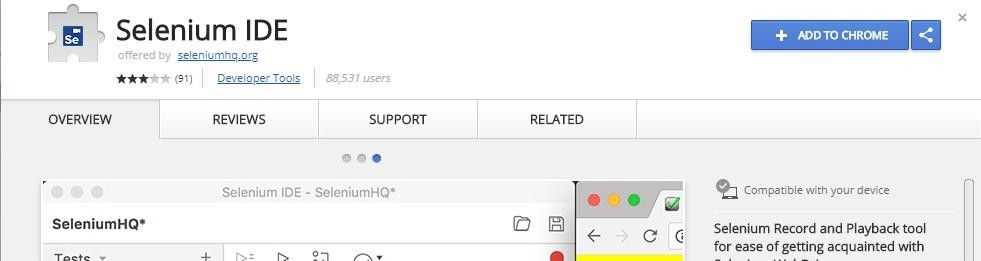 Se
Selenium IDE
offered by seleniumhq.org
(91)
Developer Tools
88,531 users
+ ADD TO CHROME
OVERVIEW
REVIEWS
SUPPORT
RELATED
Selenium IDE - SeleniumHQ*
SeleniumHQ*
Tests
Compatible with your device
Selenium Record and Playback tool
for ease of getting acquainted with